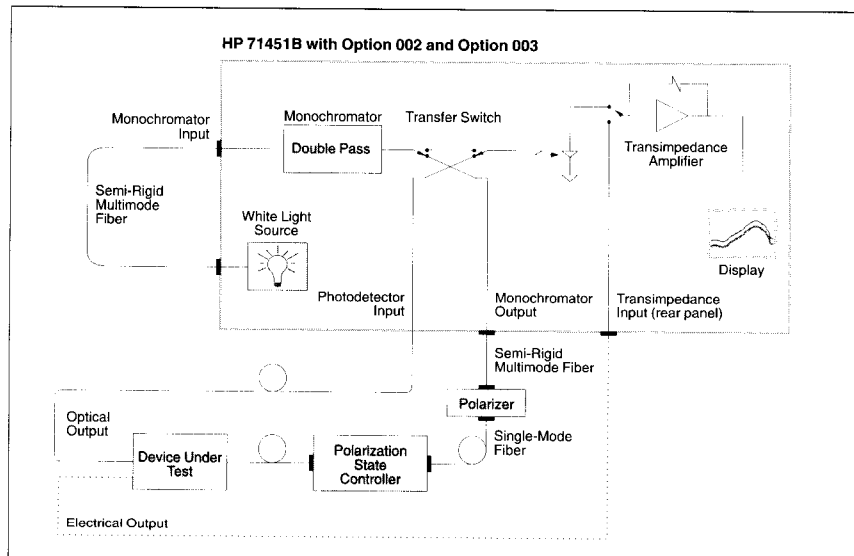 HP 71451B with Option 002 and Option 003
Monochromator
Input
Monochromator
Double Pass
Transfer Switch
Transimpedance
Amplifier
Semi-Rigid
Multimode
Fiber
White Light
Source
Display
Photodetector
Input
Monochromator
Output
Transimpedance
Input (rear panel)
Semi-Rigid
Multimode Fiber
Polarizer
Optical
Output
Single-Mode
Fiber
Device Under
Test
Polarization
State
Controller
Electrical Output